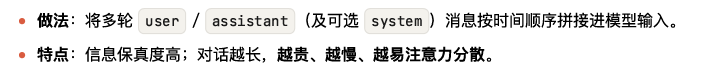 做法：将多轮 user / assistant（及可选 system）消息按时间顺序拼接进模型输入。
特点：信息保真度高；对话越长，越贵、越慢、越易注意力分散。